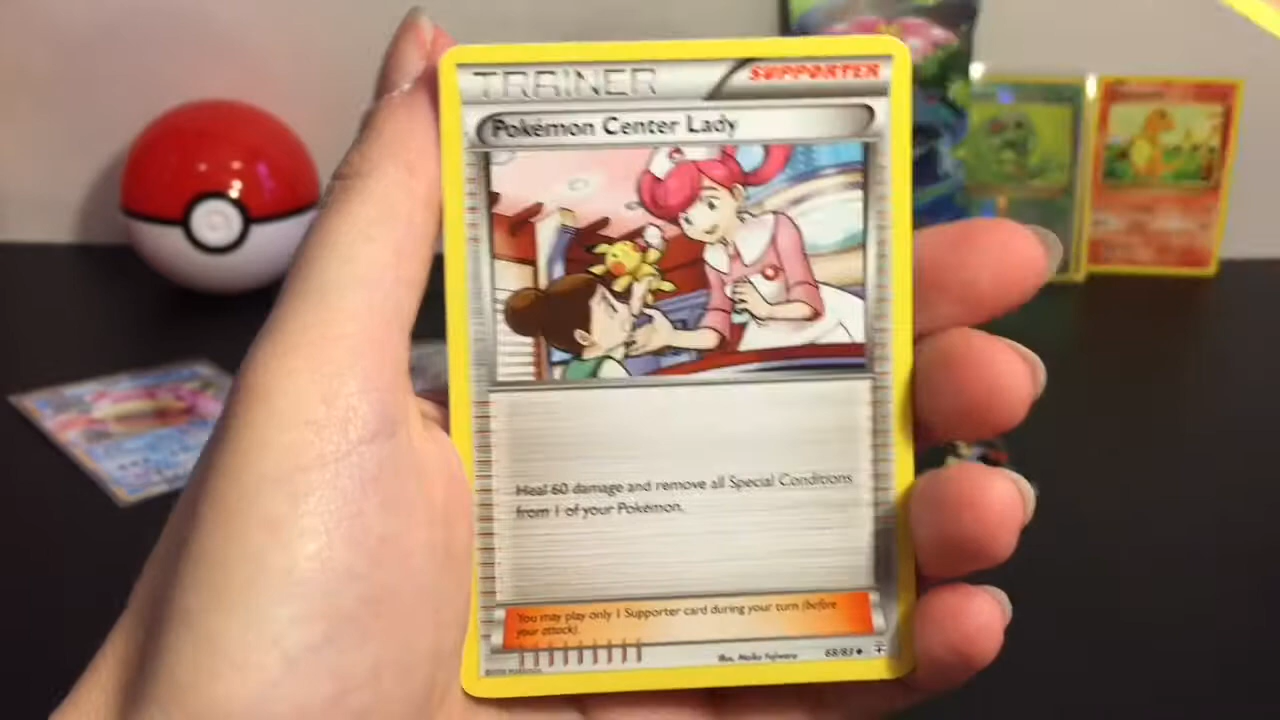 TRAINER
SUPPORTER
Pokémon Center Lady
Heal 60 damage and remove all Special Conditions
from 1 of your Pokémon.
You may play only 1 Supporter card during your turn (before
your attack).
Illus. Naoko Fujiwara
68/83